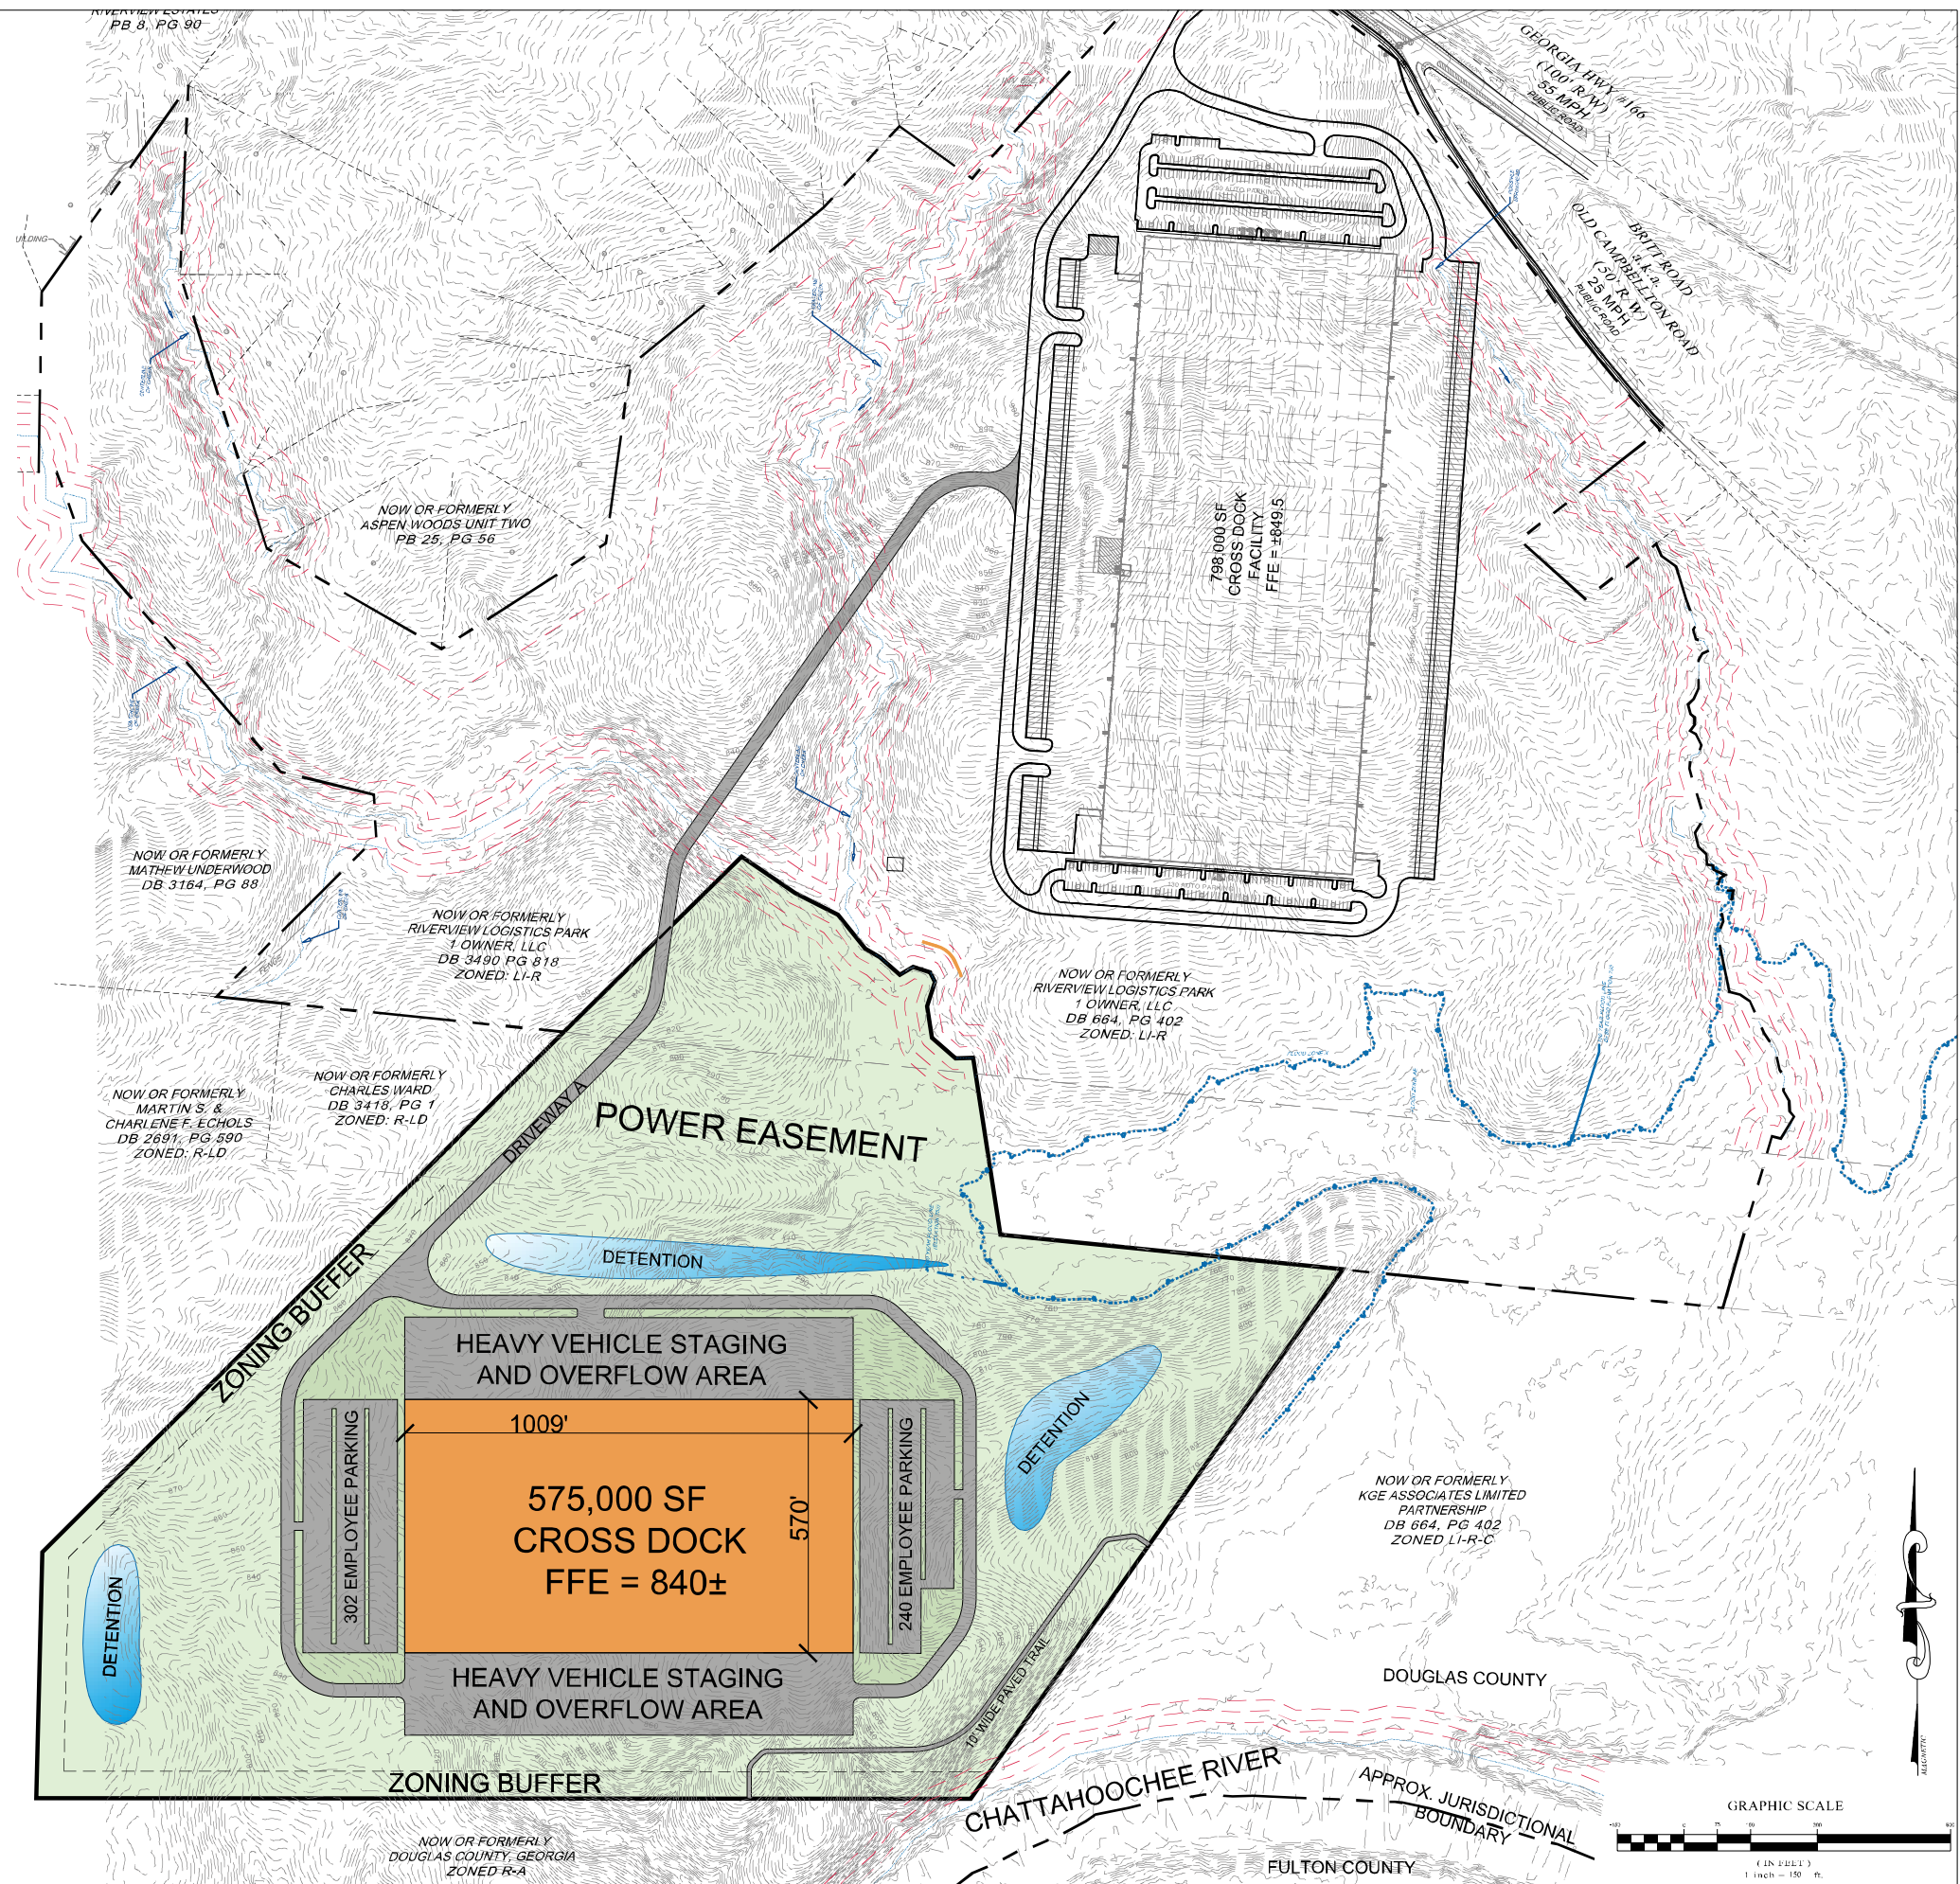 RIVERVIEW ESTATES
PB 8, PG 90
GEORGIA HWY #166
(100' R/W)
55 MPH
PUBLIC ROAD
BRITT ROAD
a.k.a.
OLD CAMPBELLTON ROAD
(50' R/W)
25 MPH
PUBLIC ROAD
UILDING
NOW OR FORMERLY
ASPEN WOODS UNIT TWO
PB 25, PG 56
798,000 SF
CROSS DOCK
FACILITY
FFE = ±849.5
NOW OR FORMERLY
MATHEW UNDERWOOD
DB 3164, PG 88
FENCE
NOW OR FORMERLY
RIVERVIEW LOGISTICS PARK
1 OWNER, LLC
DB 3490 PG 818
ZONED: LI-R
NOW OR FORMERLY
RIVERVIEW LOGISTICS PARK
1 OWNER, LLC
DB 664, PG 402
ZONED: LI-R
NOW OR FORMERLY
CHARLES WARD
DB 3418, PG 1
ZONED: R-LD
NOW OR FORMERLY
MARTIN S. &
CHARLENE F. ECHOLS
DB 2691, PG 590
ZONED: R-LD
DRIVEWAY A
POWER EASEMENT
DETENTION
ZONING BUFFER
HEAVY VEHICLE STAGING
AND OVERFLOW AREA
302 EMPLOYEE PARKING
1009'
570'
575,000 SF
CROSS DOCK
FFE = 840±
240 EMPLOYEE PARKING
DETENTION
DETENTION
HEAVY VEHICLE STAGING
AND OVERFLOW AREA
10' WIDE PAVED TRAIL
ZONING BUFFER
NOW OR FORMERLY
KGE ASSOCIATES LIMITED
PARTNERSHIP
DB 664, PG 402
ZONED LI-R-C
DOUGLAS COUNTY
CHATTAHOOCHEE RIVER
APPROX. JURISDICTIONAL
BOUNDARY
FULTON COUNTY
NOW OR FORMERLY
DOUGLAS COUNTY, GEORGIA
ZONED R-A
MAGNETIC
GRAPHIC SCALE
( IN FEET )
1 inch = 150 ft.